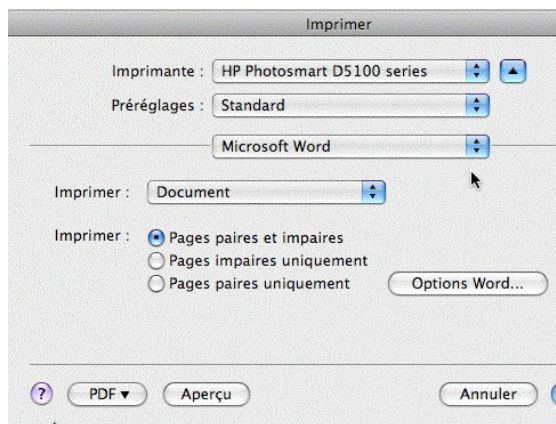 Imprimer
Imprimante : HP Photosmart D5100 series
Préréglages : Standard
Microsoft Word
Imprimer : Document
Imprimer : Pages paires et impaires
Pages impaires uniquement
Pages paires uniquement Options Word...
? PDF ▼ Aperçu Annuler